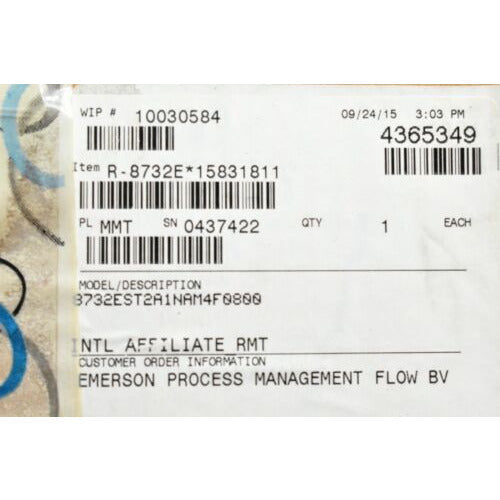 WIP # 10030584 09/24/15 3:03 PM
4365349
Item R-8732E*15831811
PL MMT SN 0437422 QTY 1 EACH
MODEL/DESCRIPTION
8732EST2A1NAM4F0800
INTL AFFILIATE RMT
CUSTOMER ORDER INFORMATION
EMERSON PROCESS MANAGEMENT FLOW BV